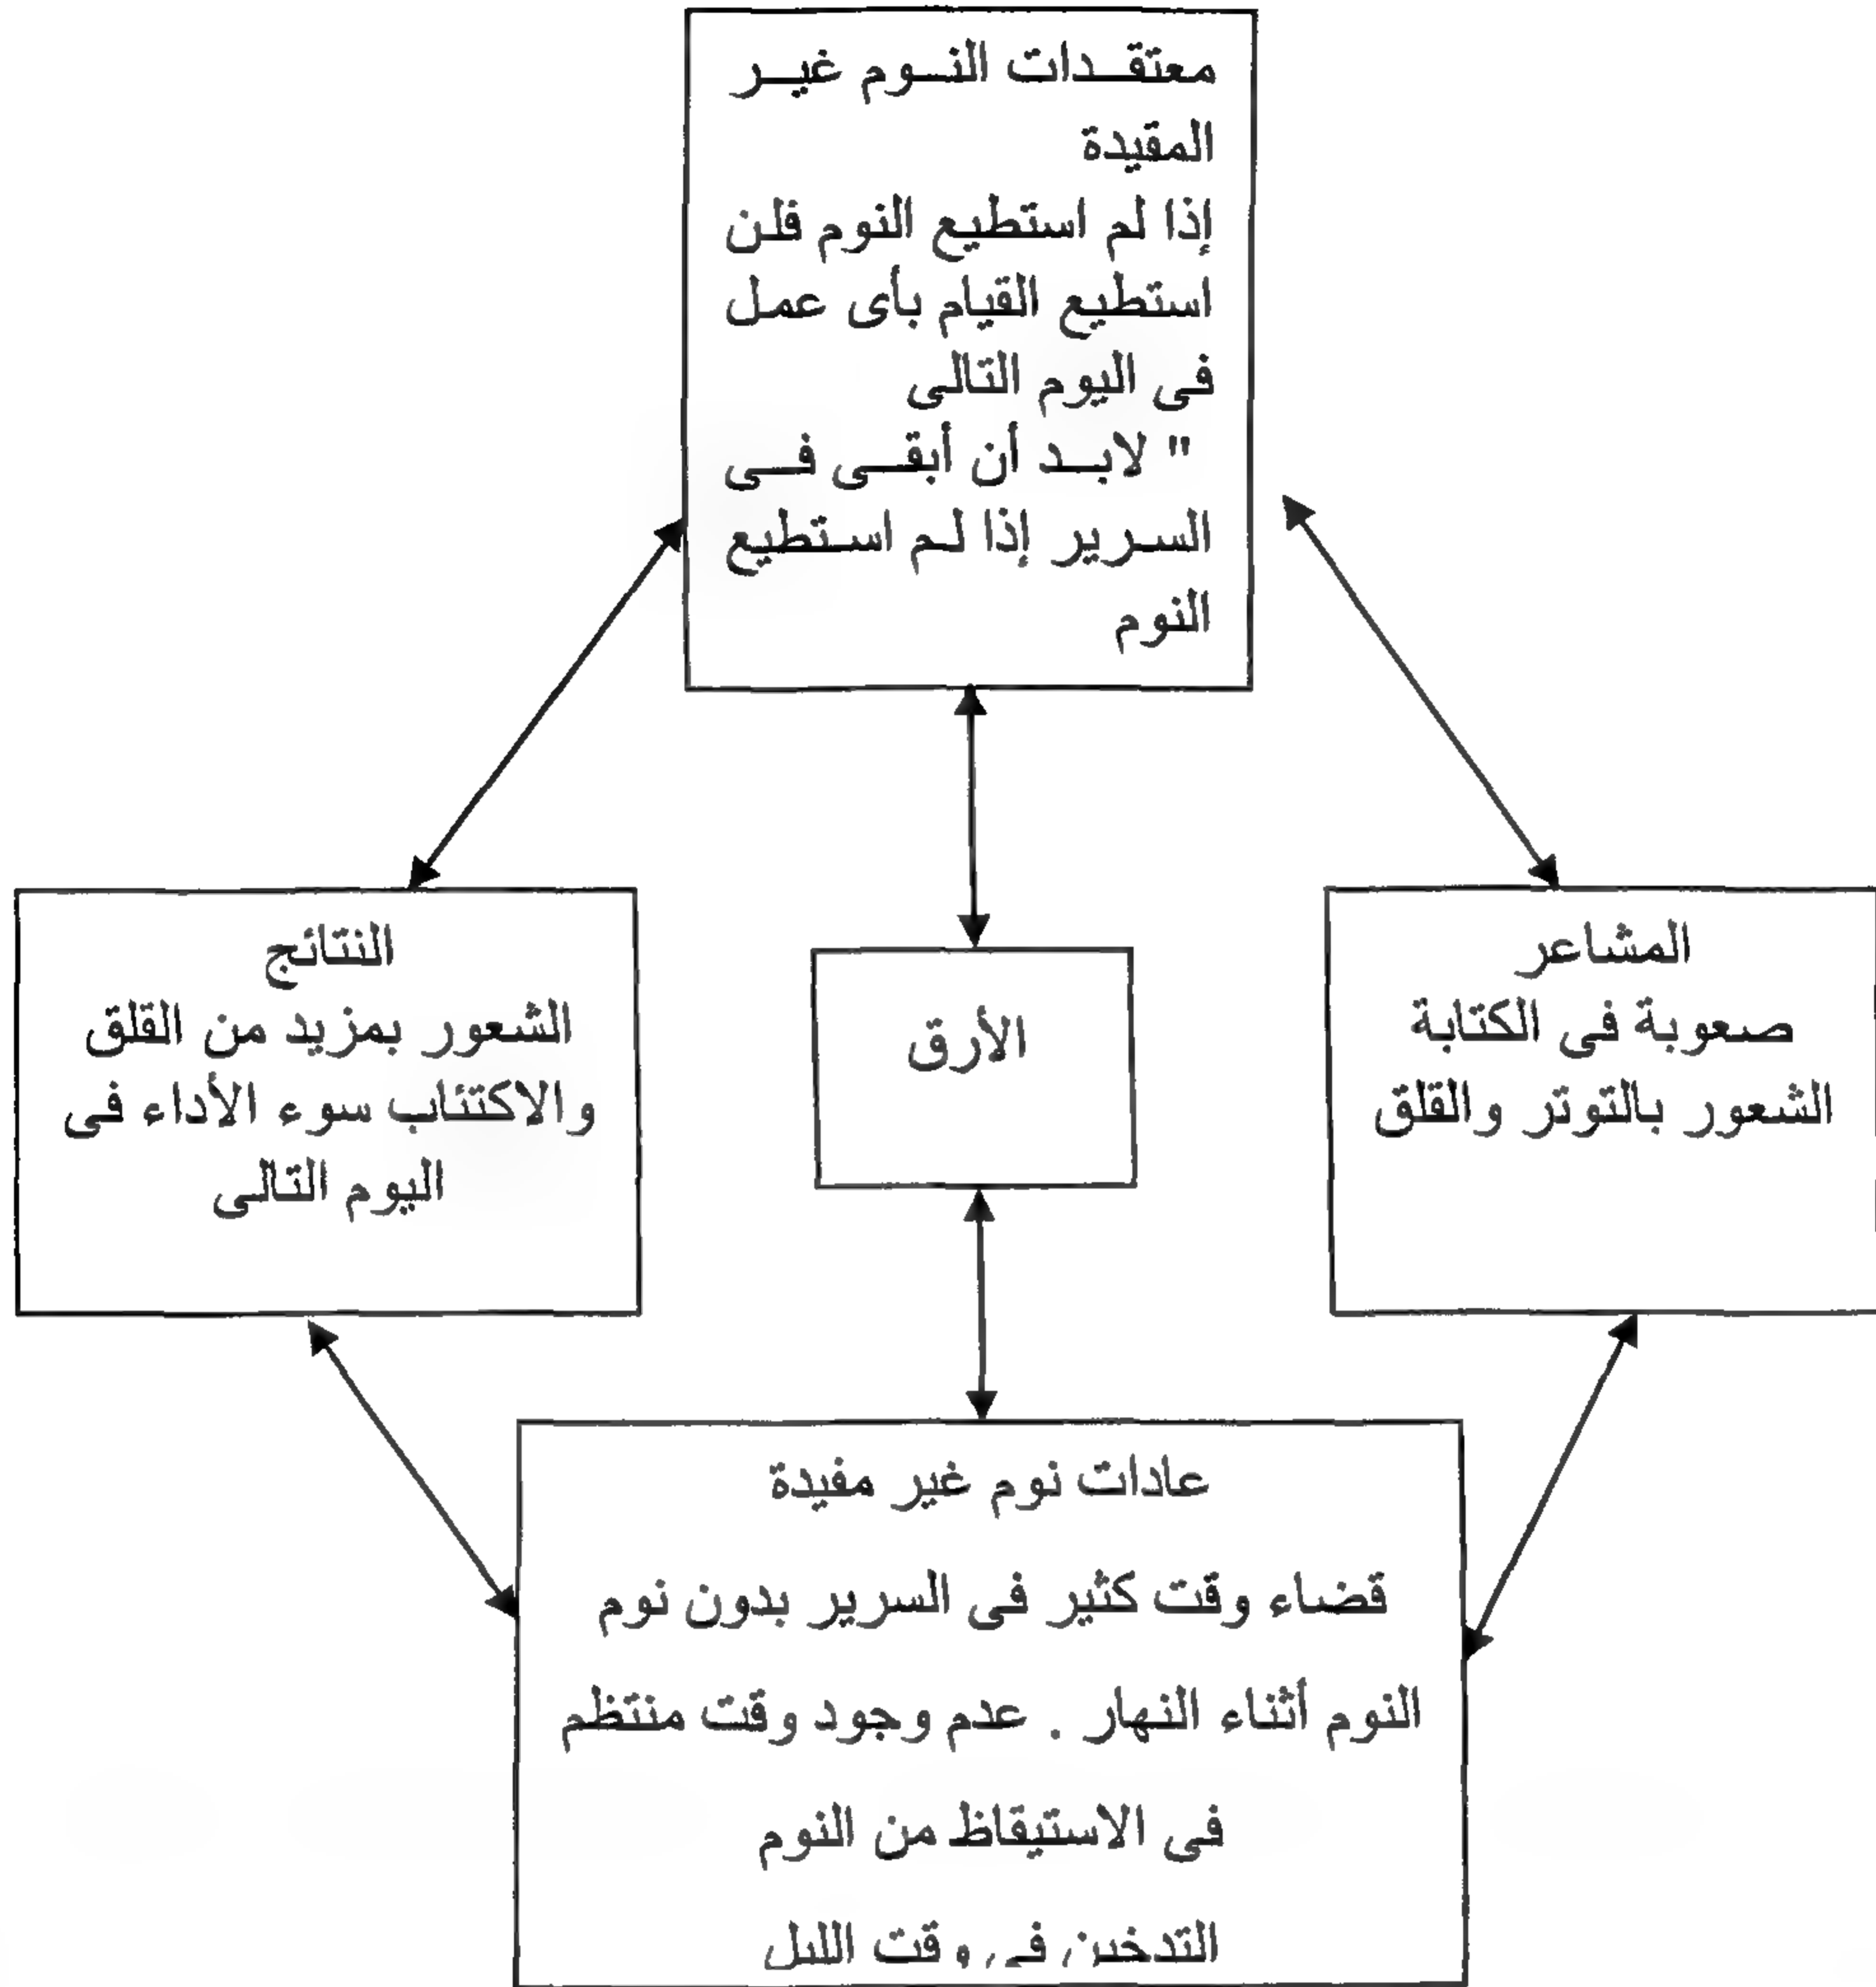 معتقدات النوم غير
المقيدة
إذا لم استطيع النوم فلن
استطيع القيام بأى عمل
فى اليوم التالى
" لابد أن أبقى فى
السرير إذا لم استطيع
النوم
المشاعر
صعوبة فى الكتابة
الشعور بالتوتر والقلق
الأرق
النتائج
الشعور بمزيد من القلق
والاكتئاب سوء الأداء فى
اليوم التالى
عادات نوم غير مفيدة
قضاء وقت كثير فى السرير بدون نوم
النوم أثناء النهار . عدم وجود وقت منتظم
فى الاستيقاظ من النوم
التدخين فى وقت الليل